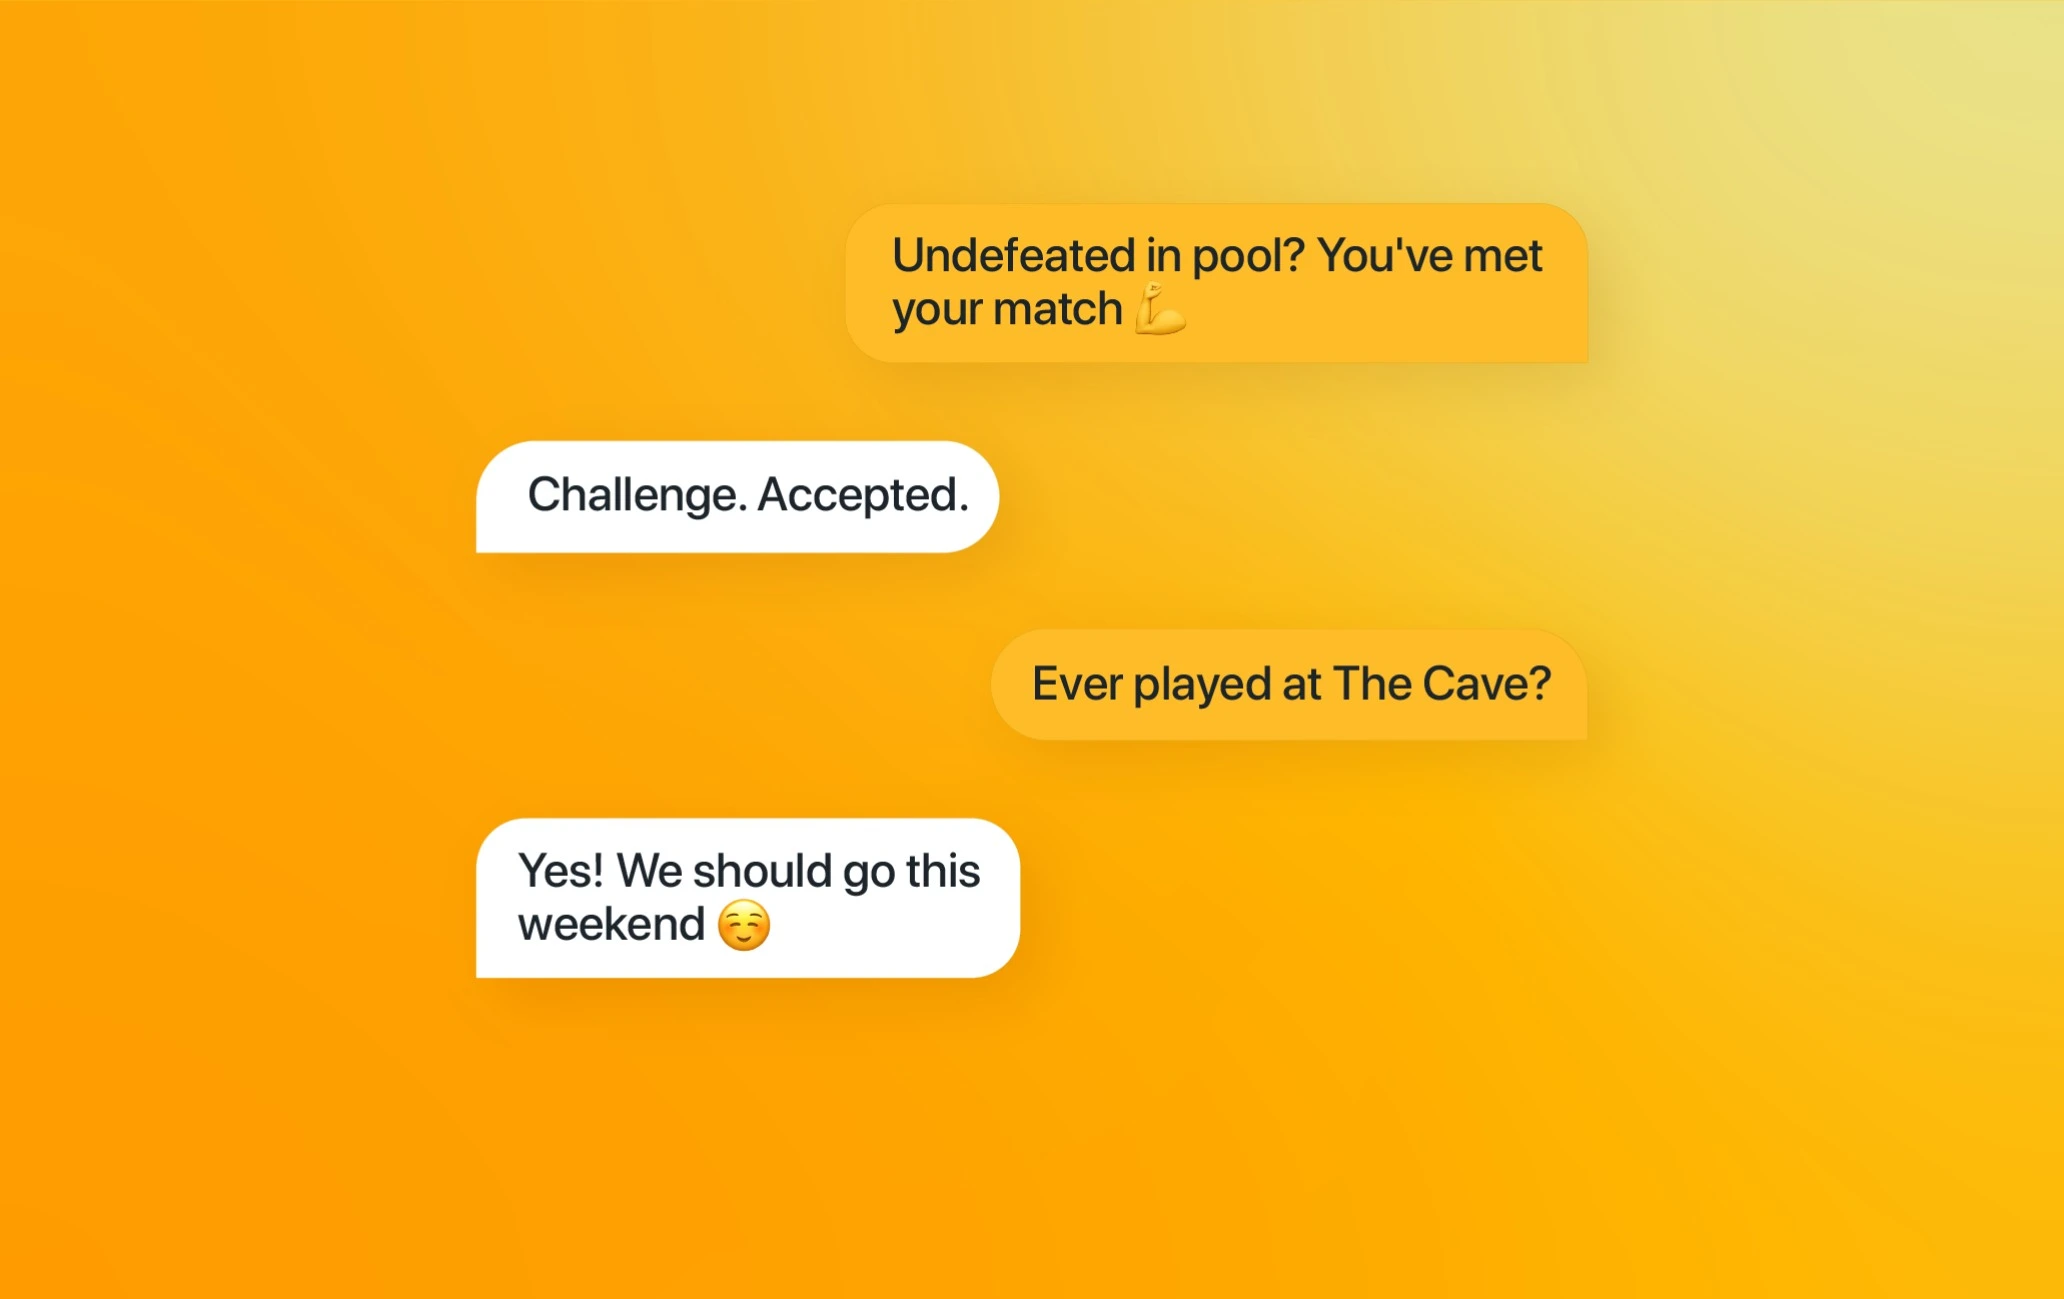 Undefeated in pool? You've met
your match 💪
Challenge. Accepted.
Ever played at The Cave?
Yes! We should go this
weekend ☺️